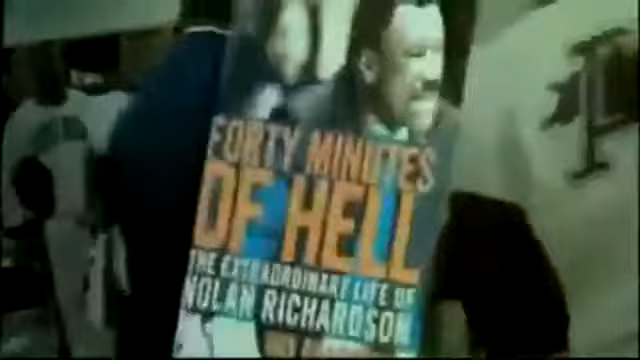 FORTY MINUTES
OF HELL
THE EXTRAORDINARY LIFE OF
NOLAN RICHARDSON